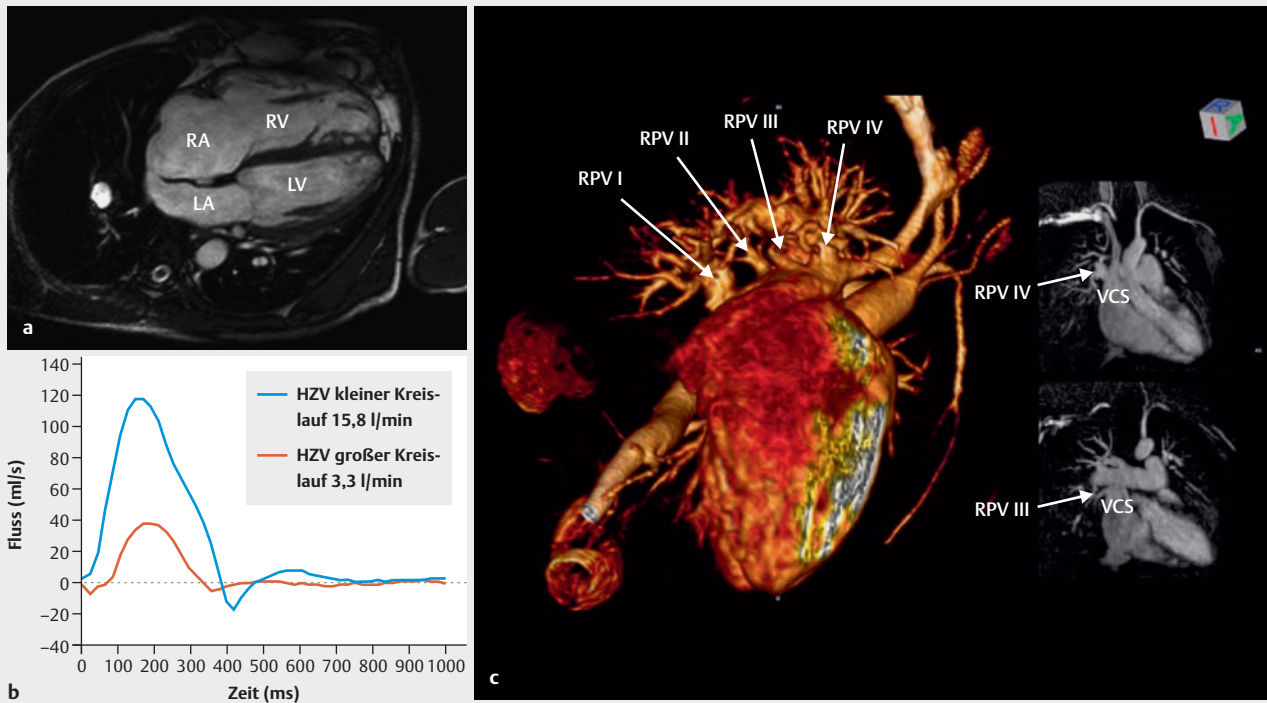 RA
RV
LA
LV
a
140
120
100
80
60
40
20
0
–20
–40
Fluss (ml/s)
HZV kleiner Kreis-
lauf 15,8 l/min
HZV großer Kreis-
lauf 3,3 l/min
0 100 200 300 400 500 600 700 800 900 1000
Zeit (ms)
b
RPV I
RPV II
RPV III
RPV IV
RPV IV
VCS
RPV III
VCS
c